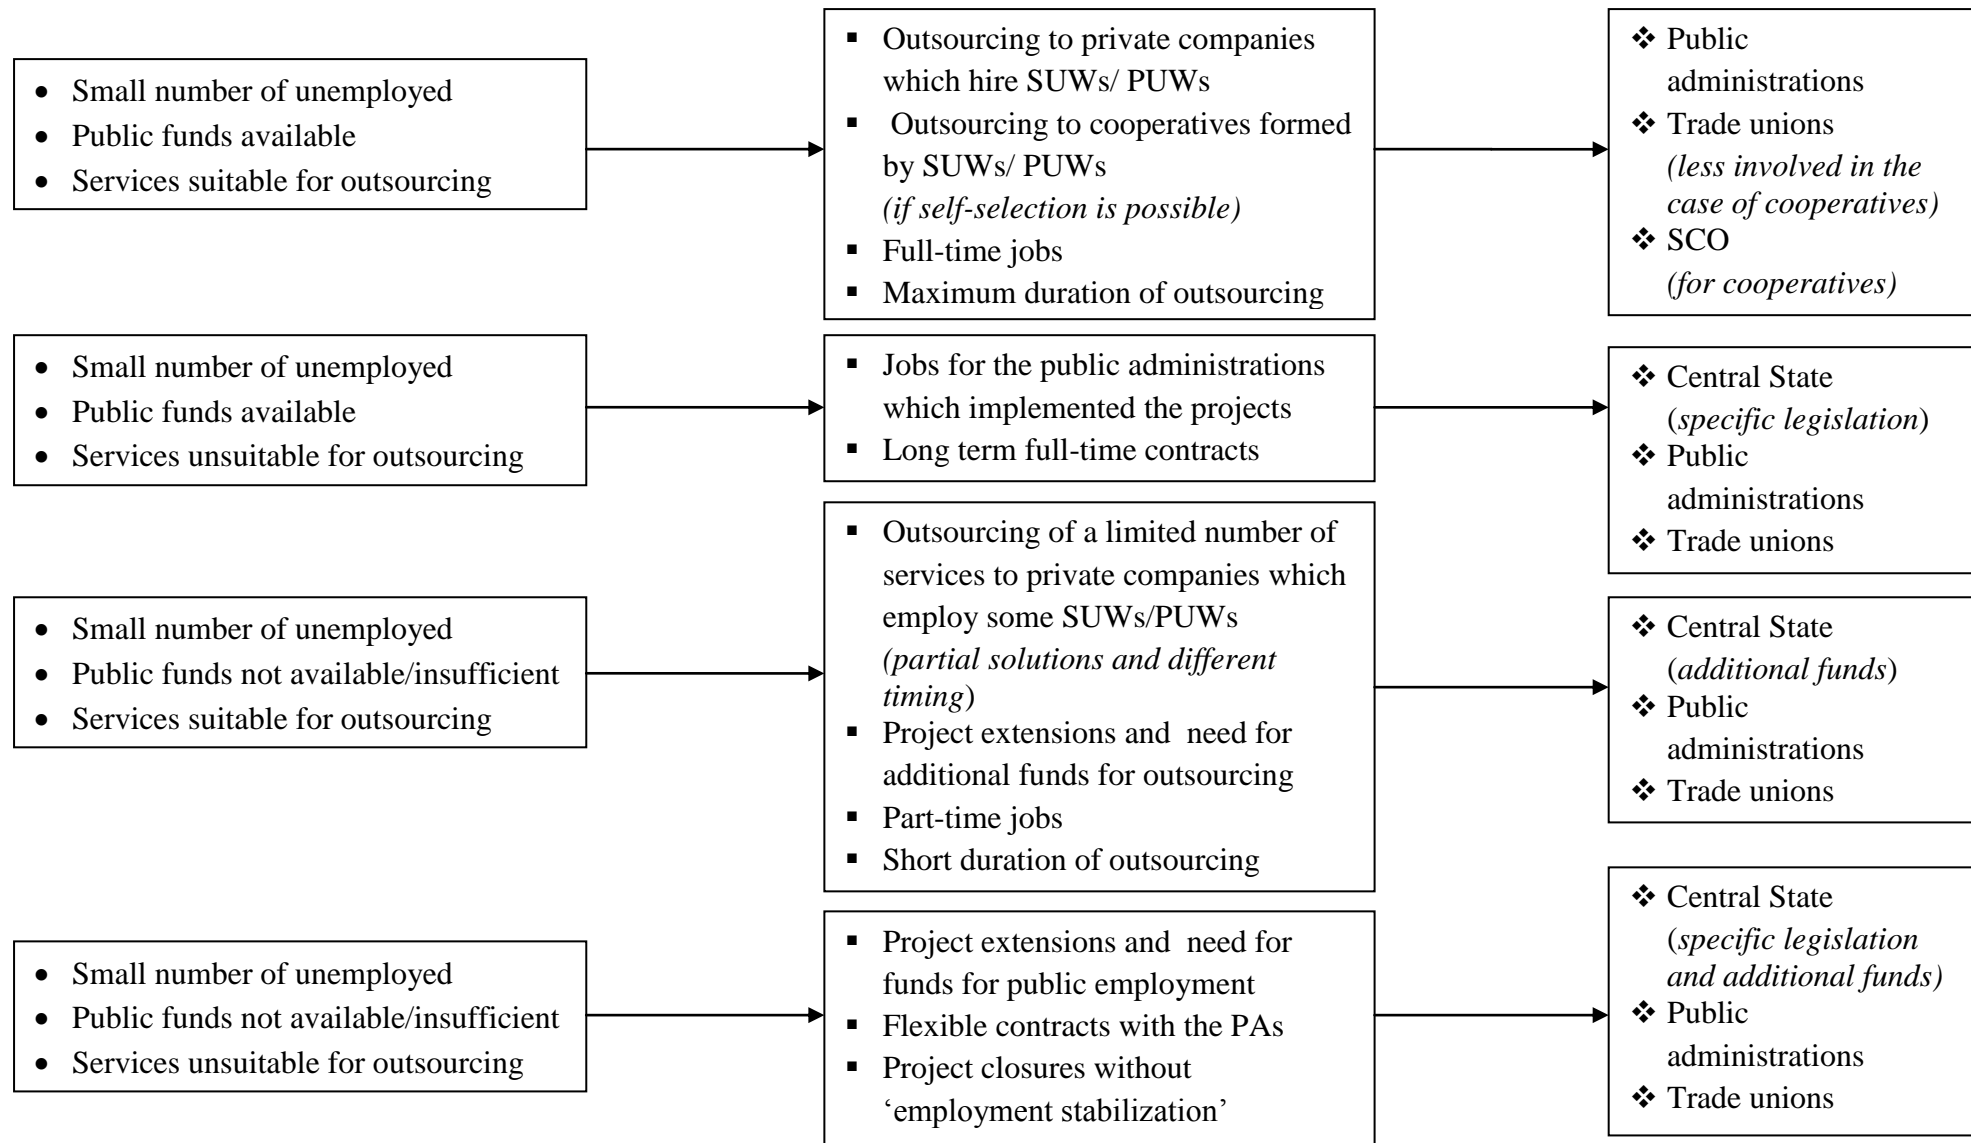 • Small number of unemployed
• Public funds available
• Services suitable for outsourcing
▪ Outsourcing to private companies
which hire SUWs/ PUWs
▪ Outsourcing to cooperatives formed
by SUWs/ PUWs
(if self-selection is possible)
▪ Full-time jobs
▪ Maximum duration of outsourcing
❖ Public
administrations
❖ Trade unions
(less involved in the
case of cooperatives)
❖ SCO
(for cooperatives)
• Small number of unemployed
• Public funds available
• Services unsuitable for outsourcing
▪ Jobs for the public administrations
which implemented the projects
▪ Long term full-time contracts
❖ Central State
(specific legislation)
❖ Public
administrations
❖ Trade unions
• Small number of unemployed
• Public funds not available/insufficient
• Services suitable for outsourcing
▪ Outsourcing of a limited number of
services to private companies which
employ some SUWs/PUWs
(partial solutions and different
timing)
▪ Project extensions and need for
additional funds for outsourcing
▪ Part-time jobs
▪ Short duration of outsourcing
❖ Central State
(additional funds)
❖ Public
administrations
❖ Trade unions
• Small number of unemployed
• Public funds not available/insufficient
• Services unsuitable for outsourcing
▪ Project extensions and need for
funds for public employment
▪ Flexible contracts with the PAs
▪ Project closures without
‘employment stabilization’
❖ Central State
(specific legislation
and additional funds)
❖ Public
administrations
❖ Trade unions